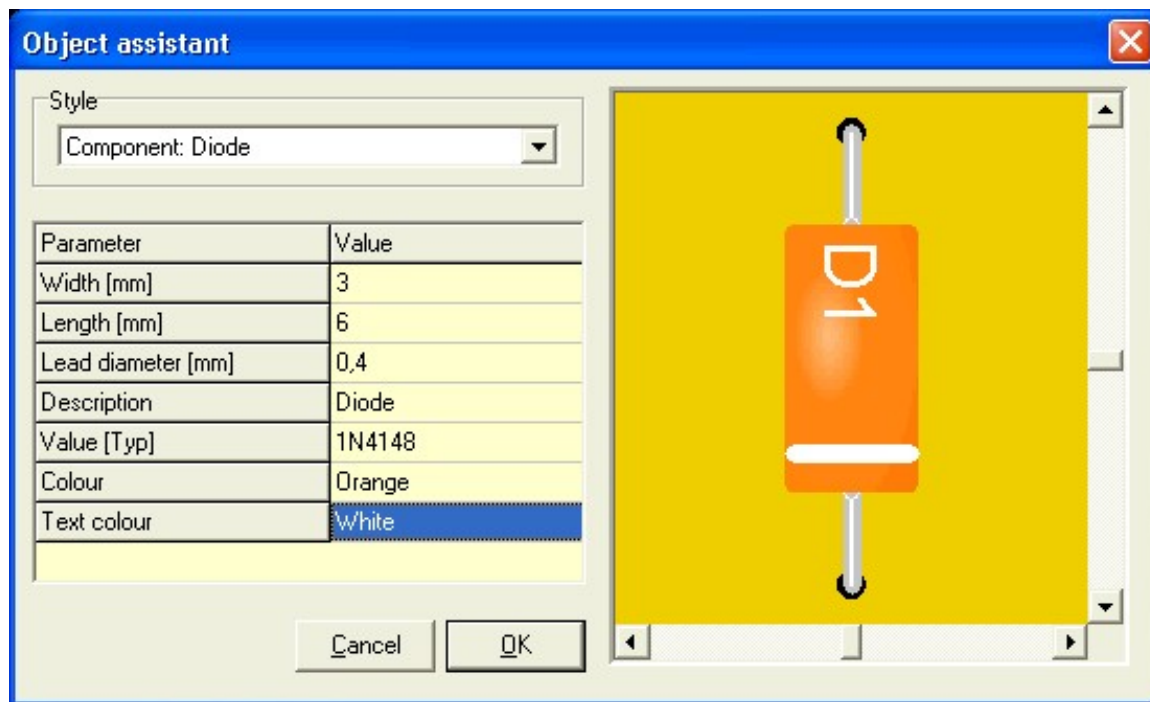 Object assistant
Style
Component: Diode
Parameter Value
Width [mm] 3
Length [mm] 6
Lead diameter [mm] 0,4
Description Diode
Value [Typ] 1N4148
Colour Orange
Text colour White
Cancel OK
D1